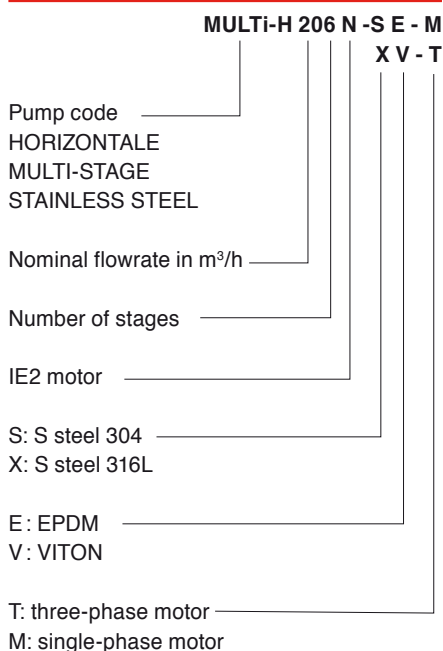 MULTi-H 206 N -S E - M
X V - T
Pump code
HORIZONTALE
MULTI-STAGE
STAINLESS STEEL
Nominal flowrate in m³/h
Number of stages
IE2 motor
S: S steel 304
X: S steel 316L
E : EPDM
V : VITON
T: three-phase motor
M: single-phase motor